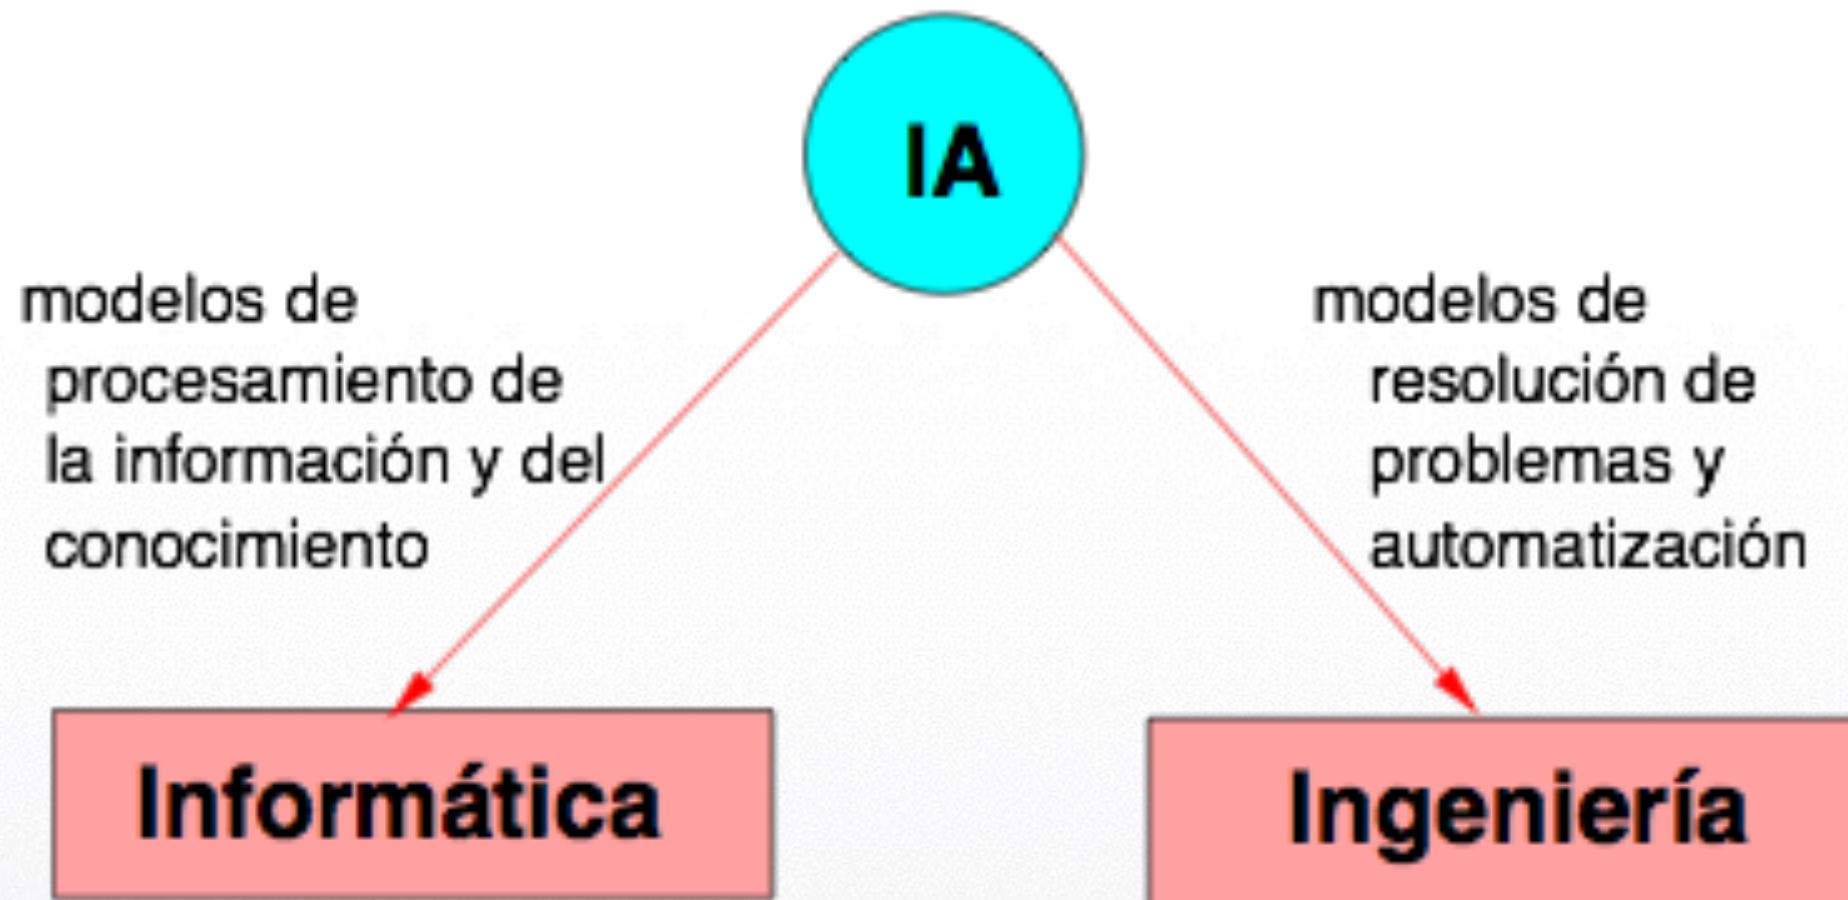 IA
modelos de
procesamiento de
la información y del
conocimiento
modelos de
resolución de
problemas y
automatización
Informática
Ingeniería